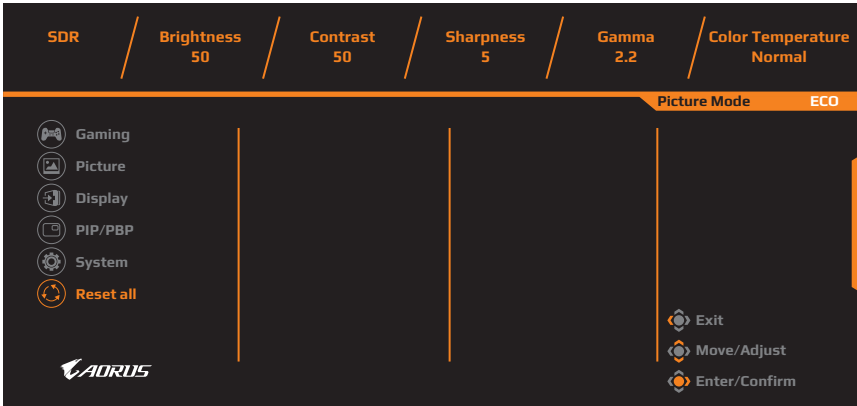 SDR
Brightness
50
Contrast
50
Sharpness
5
Gamma
2.2
Color Temperature
Normal
Picture Mode ECO
Gaming
Picture
Display
PIP/PBP
System
Reset all
Exit
Move/Adjust
Enter/Confirm
AORUS